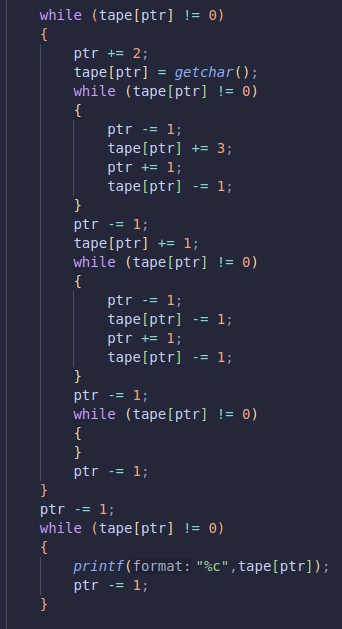 while (tape[ptr] != 0)
{
ptr += 2;
tape[ptr] = getchar();
while (tape[ptr] != 0)
{
ptr -= 1;
tape[ptr] += 3;
ptr += 1;
tape[ptr] -= 1;
}
ptr -= 1;
tape[ptr] += 1;
while (tape[ptr] != 0)
{
ptr -= 1;
tape[ptr] -= 1;
ptr += 1;
tape[ptr] -= 1;
}
ptr -= 1;
while (tape[ptr] != 0)
{
}
ptr -= 1;
}
ptr -= 1;
while (tape[ptr] != 0)
{
printf(format: "%c",tape[ptr]);
ptr -= 1;
}